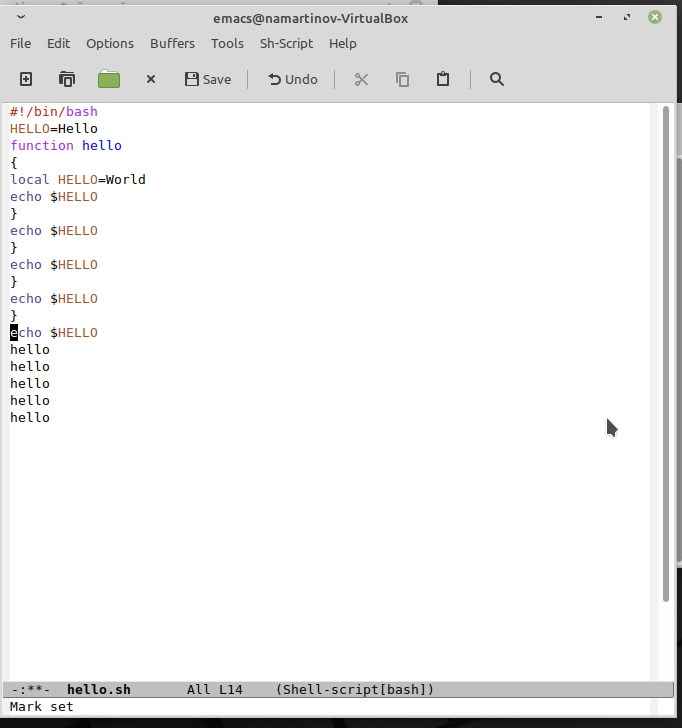 emacs@namartinov-VirtualBox
File Edit Options Buffers Tools Sh-Script Help
Save Undo
#!/bin/bash
HELLO=Hello
function hello
{
local HELLO=World
echo $HELLO
}
echo $HELLO
}
echo $HELLO
}
echo $HELLO
}
echo $HELLO
hello
hello
hello
hello
hello
-:**- hello.sh All L14 (Shell-script[bash])
Mark set